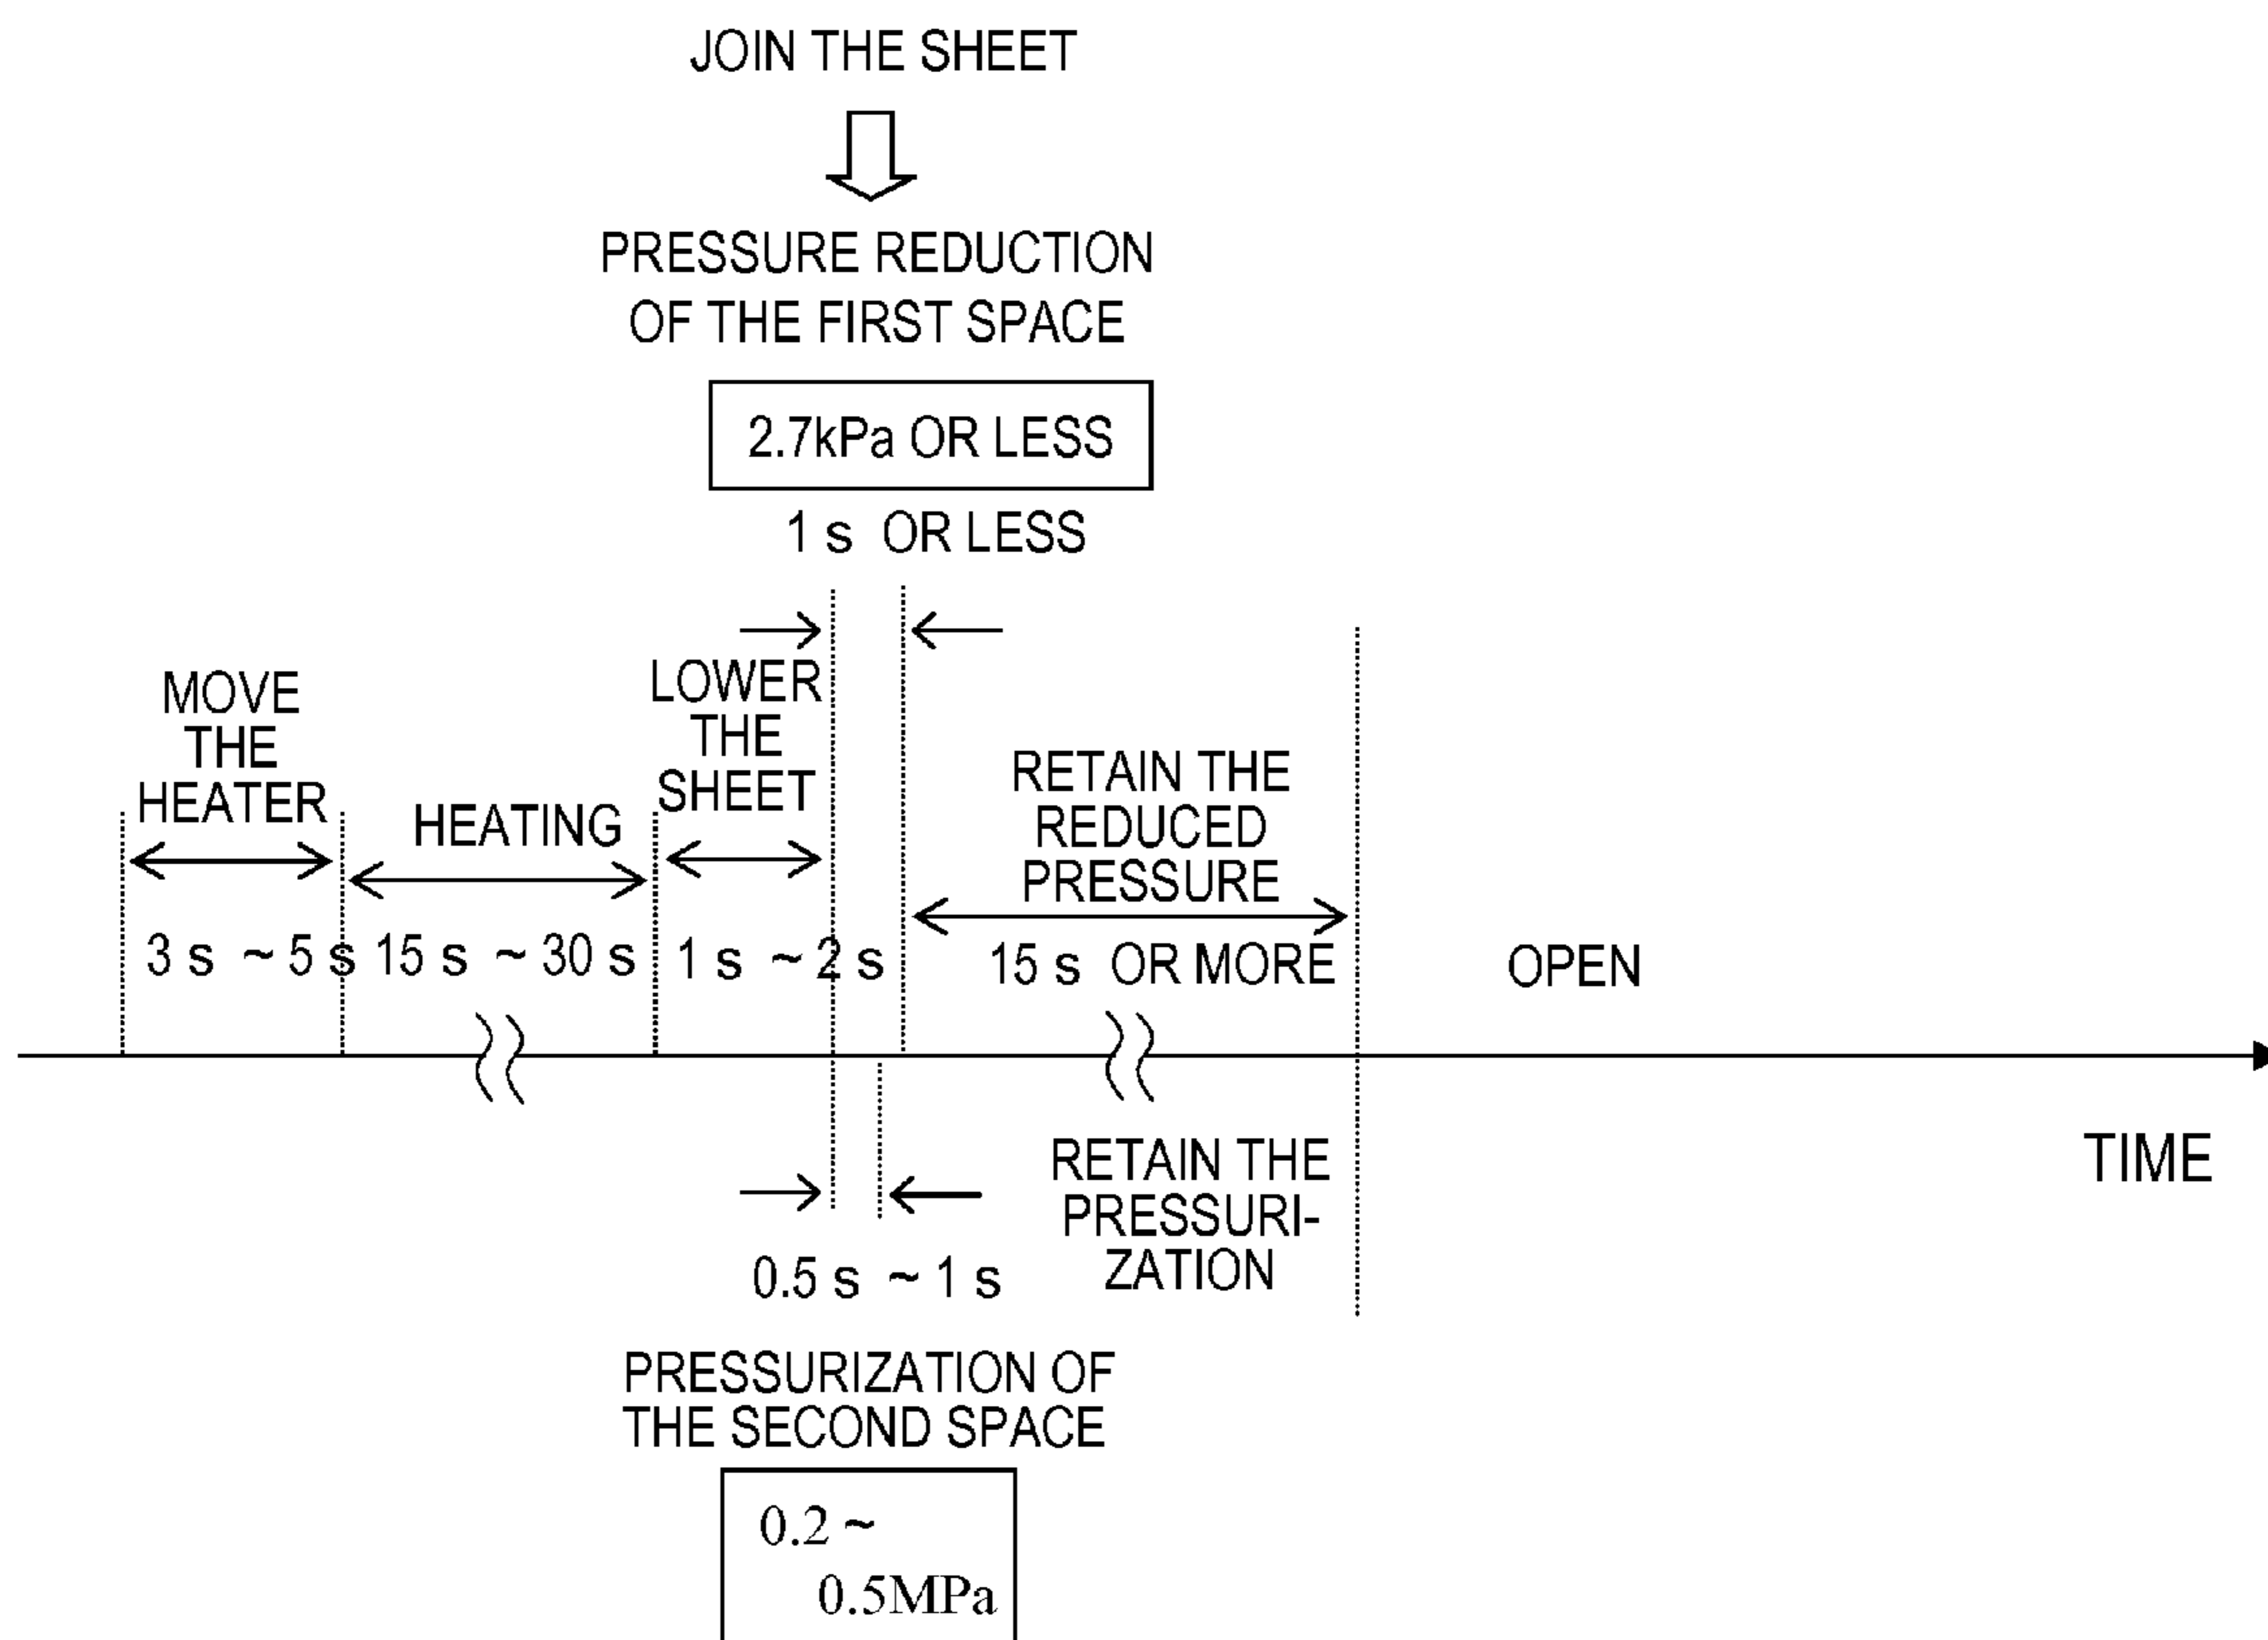 JOIN THE SHEET
PRESSURE REDUCTION
OF THE FIRST SPACE
2.7kPa OR LESS
1 s OR LESS
MOVE
THE
HEATER
HEATING
LOWER
THE
SHEET
RETAIN THE
REDUCED
PRESSURE
3 s ~ 5 s
15 s ~ 30 s
1 s ~ 2 s
15 s OR MORE
OPEN
TIME
RETAIN THE
PRESSURI-
ZATION
0.5 s ~ 1 s
PRESSURIZATION OF
THE SECOND SPACE
0.2 ~
0.5MPa